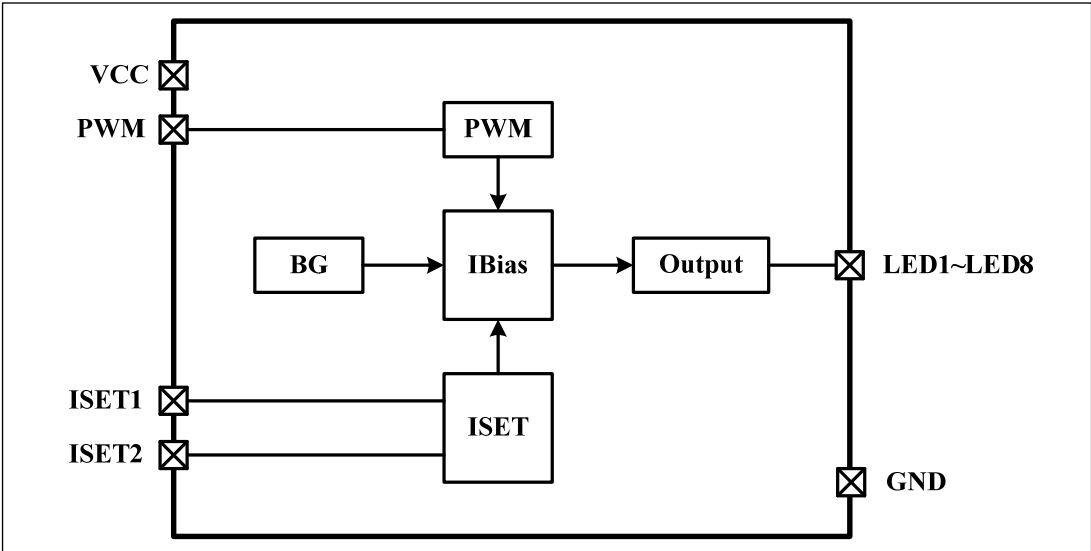 VCC
PWM
PWM
BG
IBias
Output
LED1~LED8
ISET1
ISET
ISET2
GND